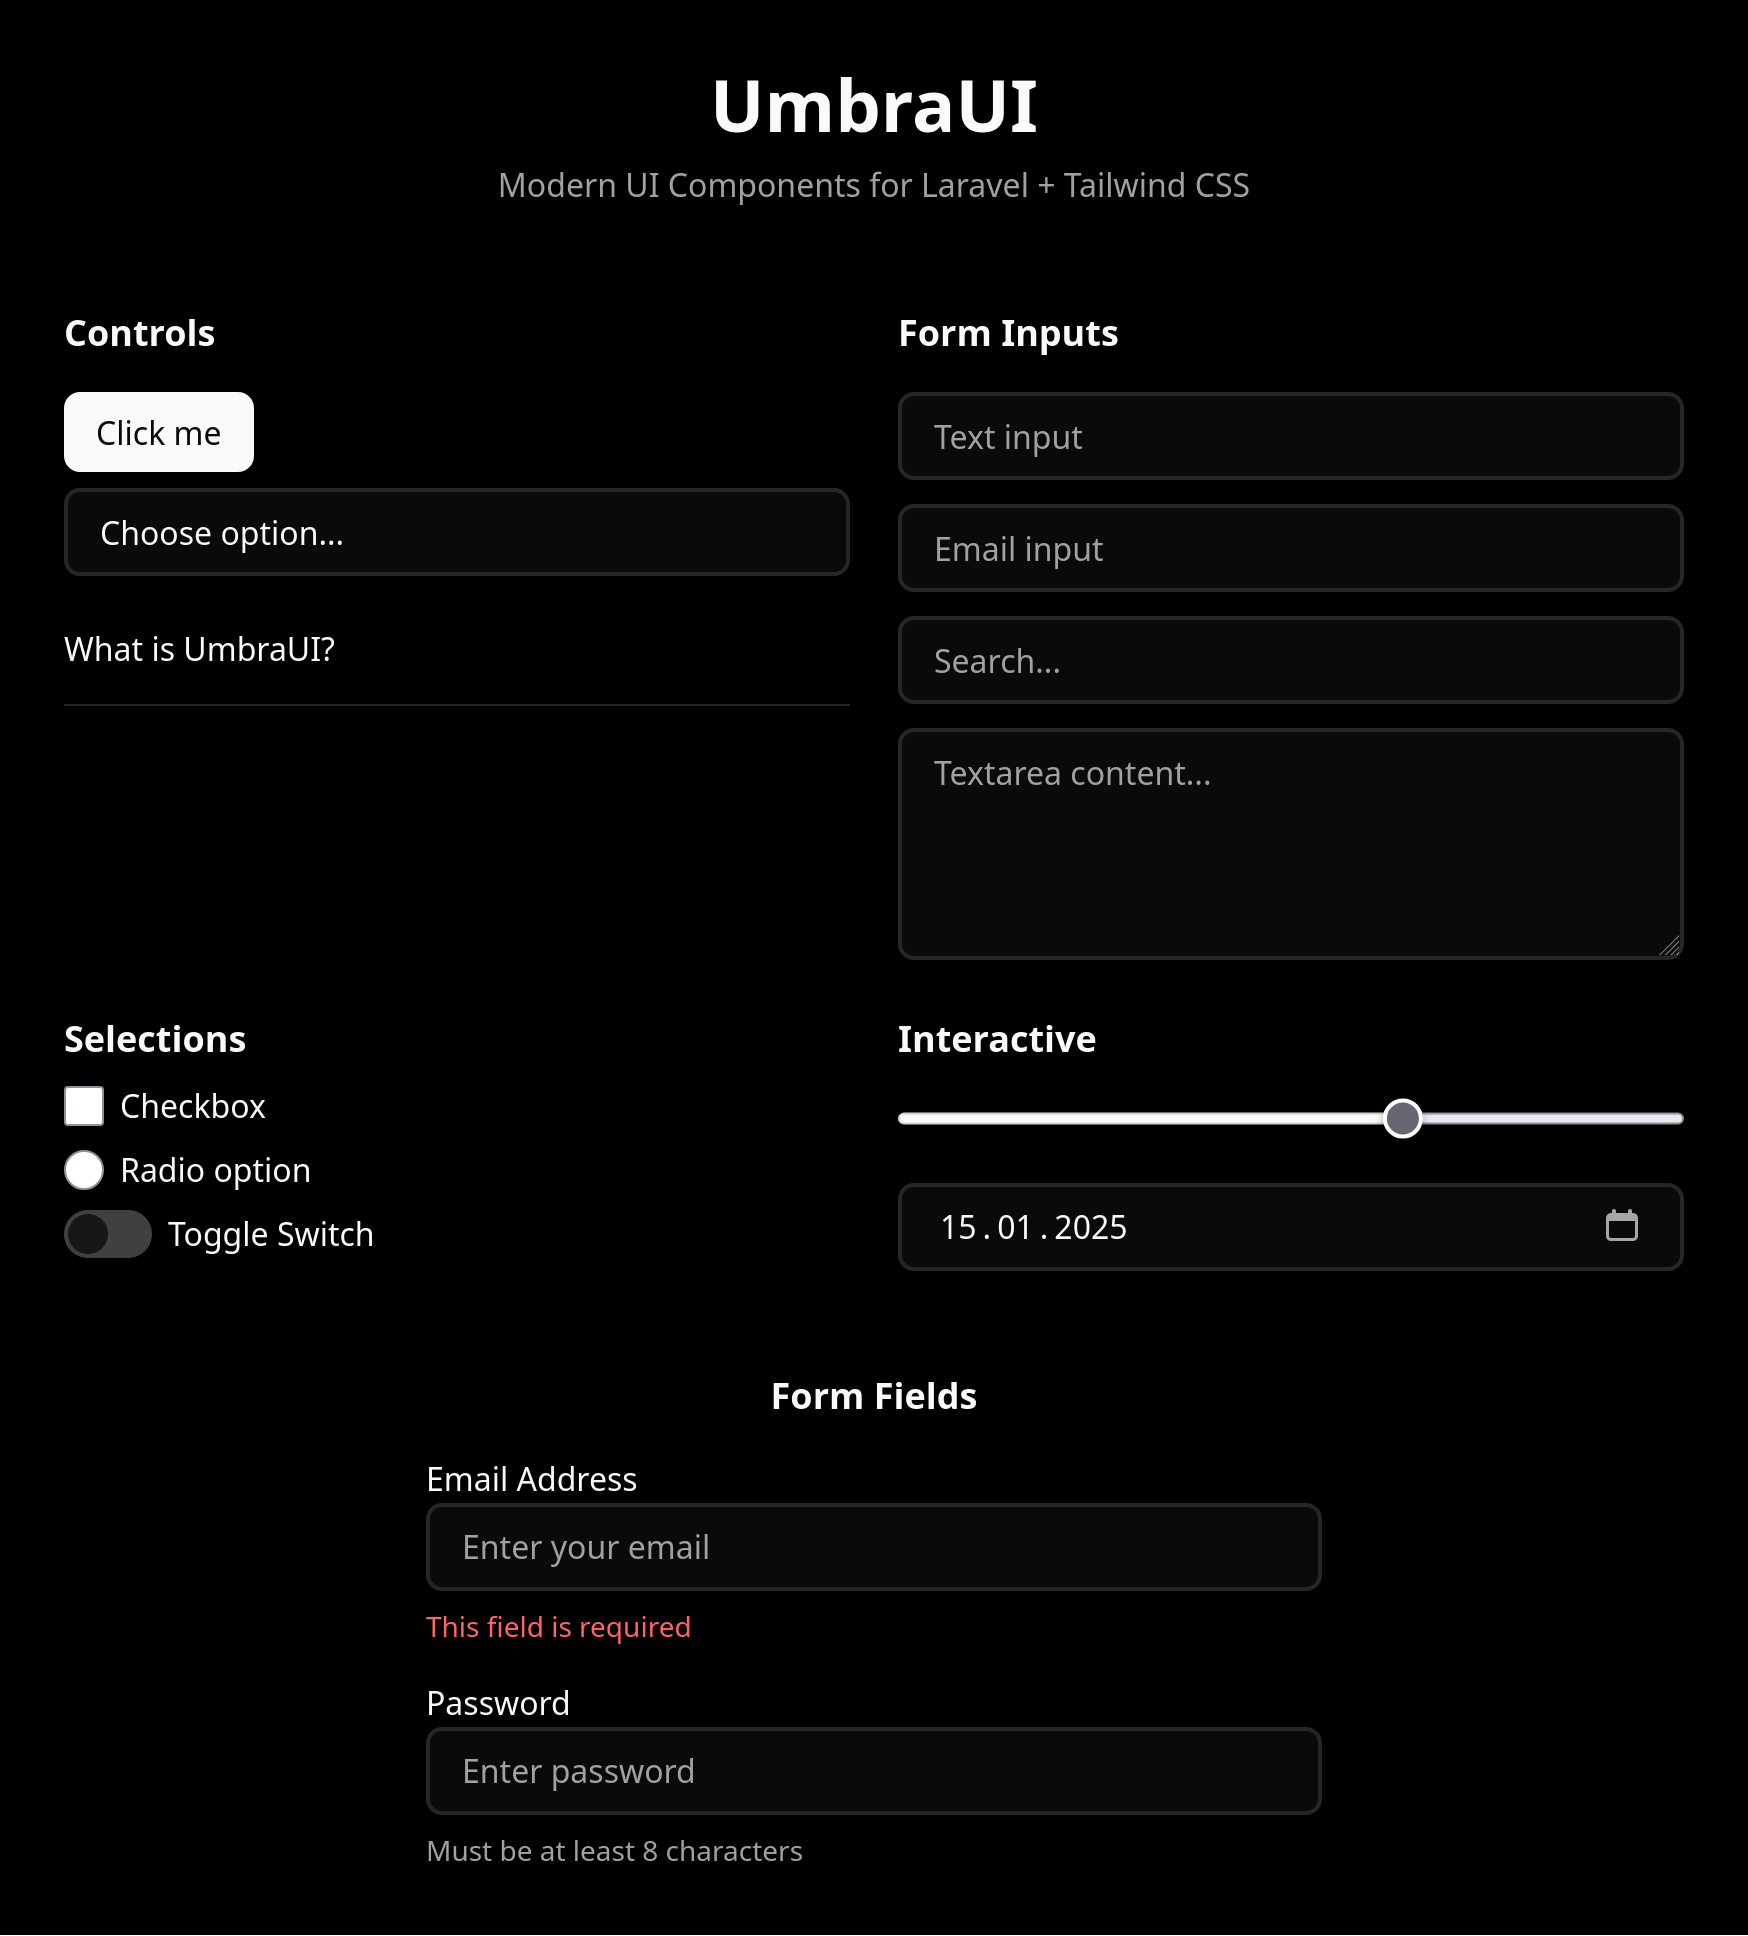 UmbraUI
Modern UI Components for Laravel + Tailwind CSS
Controls
Click me
Choose option...
What is UmbraUI?
Form Inputs
Text input
Email input
Search...
Textarea content...
Selections
Checkbox
Radio option
Toggle Switch
Interactive
15.01.2025
Form Fields
Email Address
Enter your email
This field is required
Password
Enter password
Must be at least 8 characters